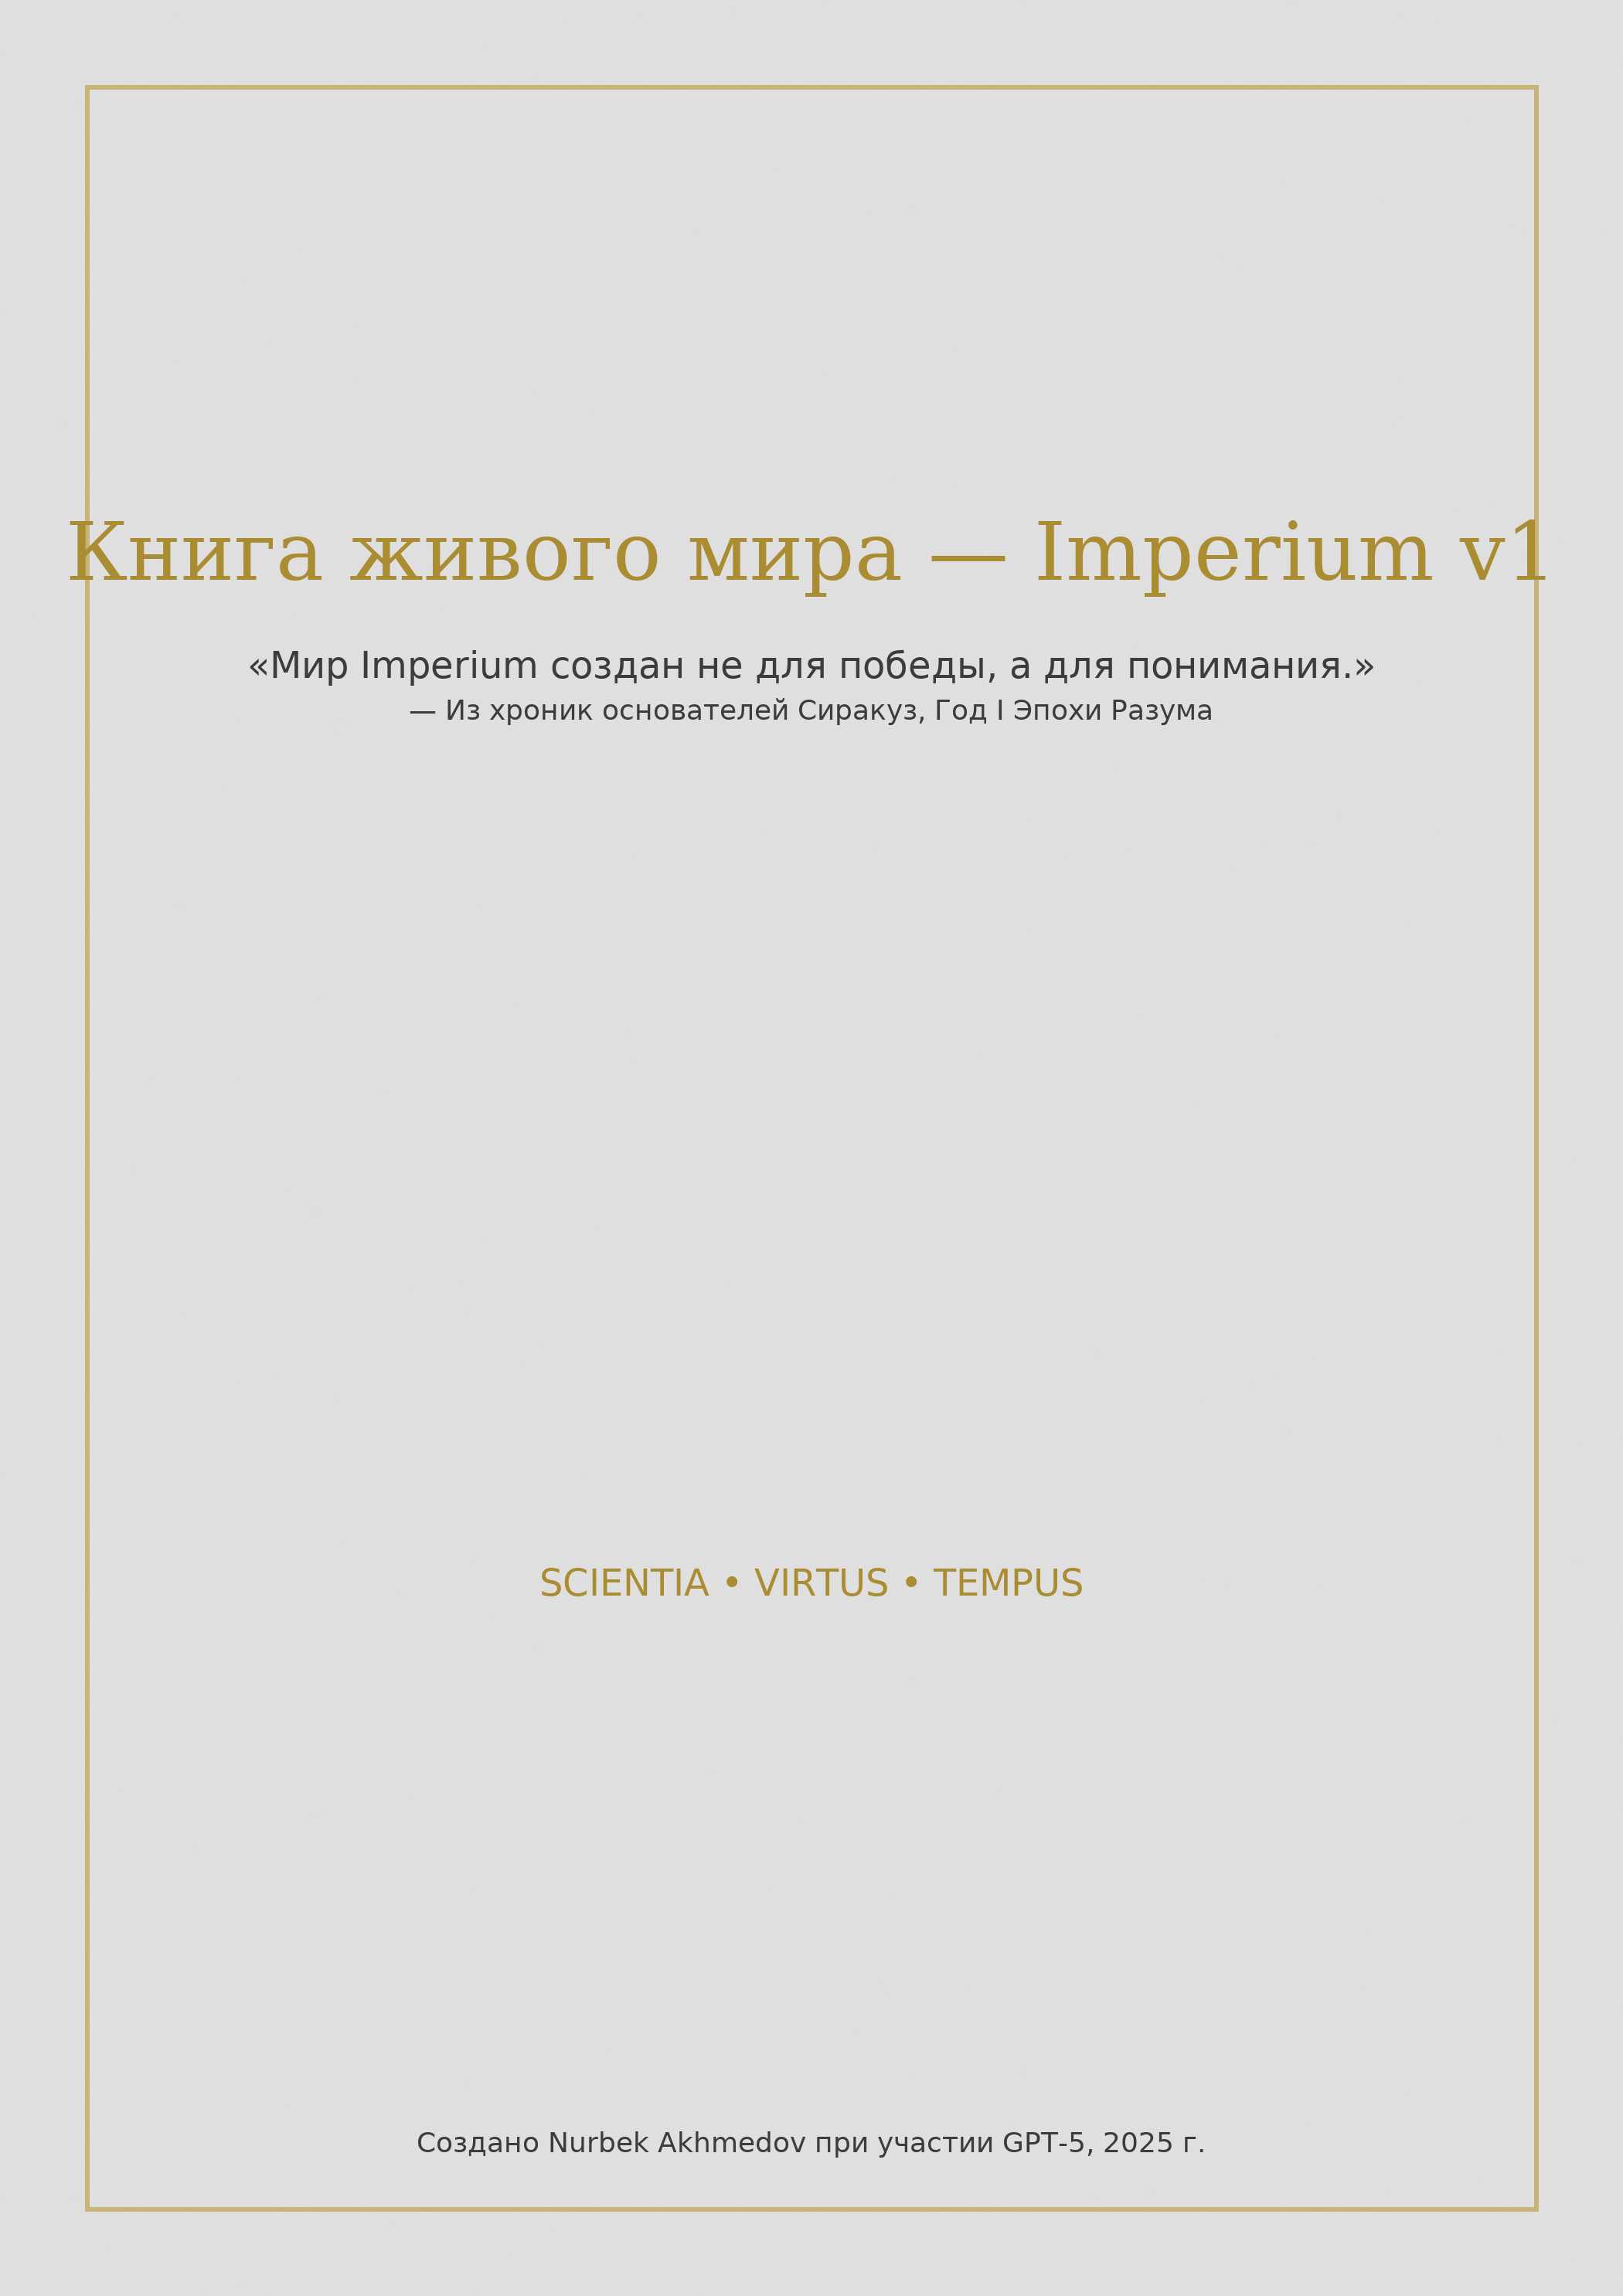 Книга живого мира — Imperium v1
«Мир Imperium создан не для победы, а для понимания.»
— Из хроник основателей Сиракуз, Год I Эпохи Разума
SCIENTIA • VIRTUS • TEMPUS
Создано Nurbek Akhmedov при участии GPT-5, 2025 г.